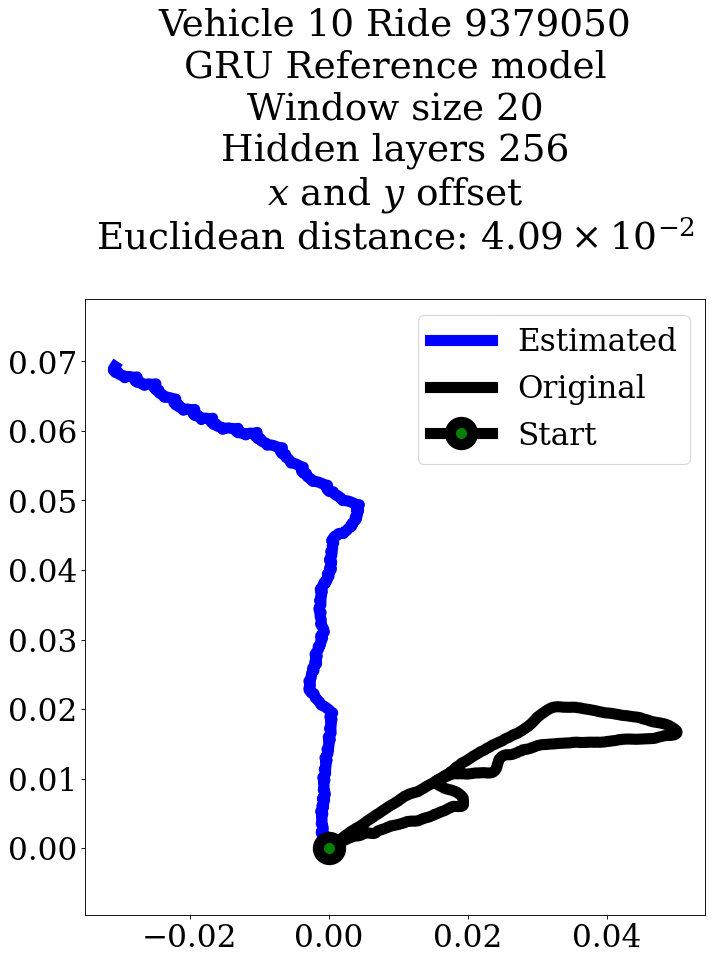 Vehicle 10 Ride 9379050
GRU Reference model
Window size 20
Hidden layers 256
x and y offset
Euclidean distance: 4.09 × 10⁻²
Estimated
Original
Start
0.07
0.06
0.05
0.04
0.03
0.02
0.01
0.00
−0.02 0.00 0.02 0.04